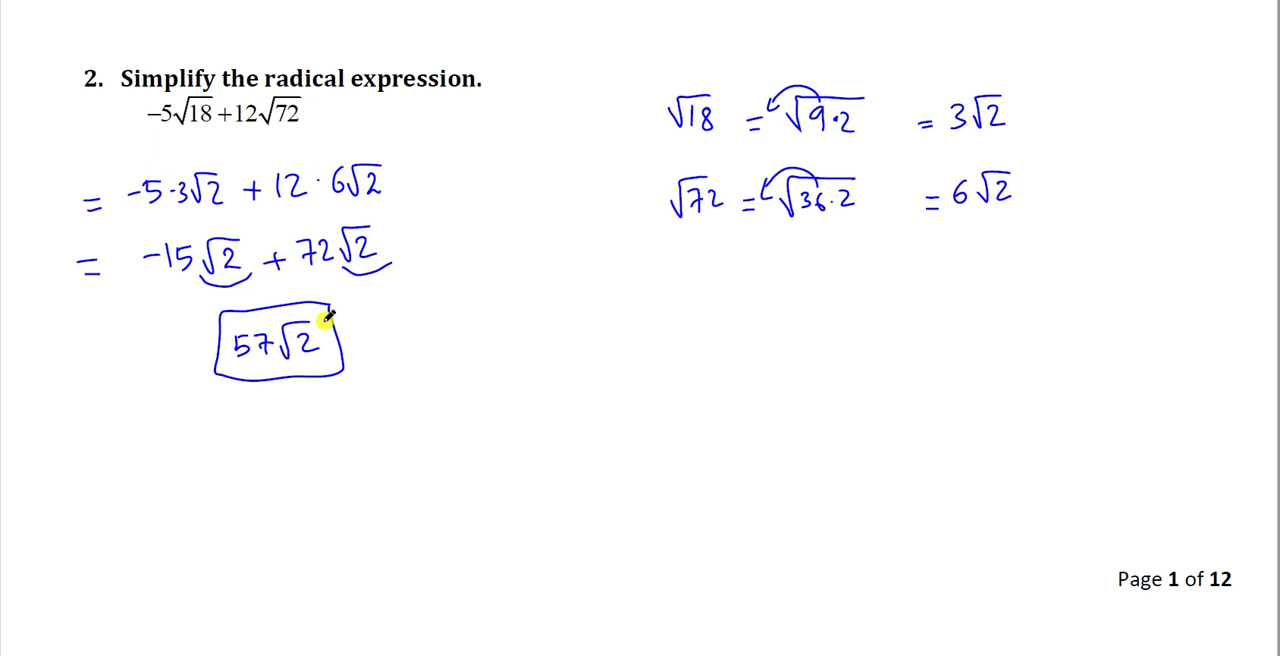 2. Simplify the radical expression.
−5√18 + 12√72
√18 = √9·2 = 3√2
= -5·3√2 + 12·6√2
√72 = √36·2 = 6√2
= -15√2 + 72√2
57√2
Page 1 of 12